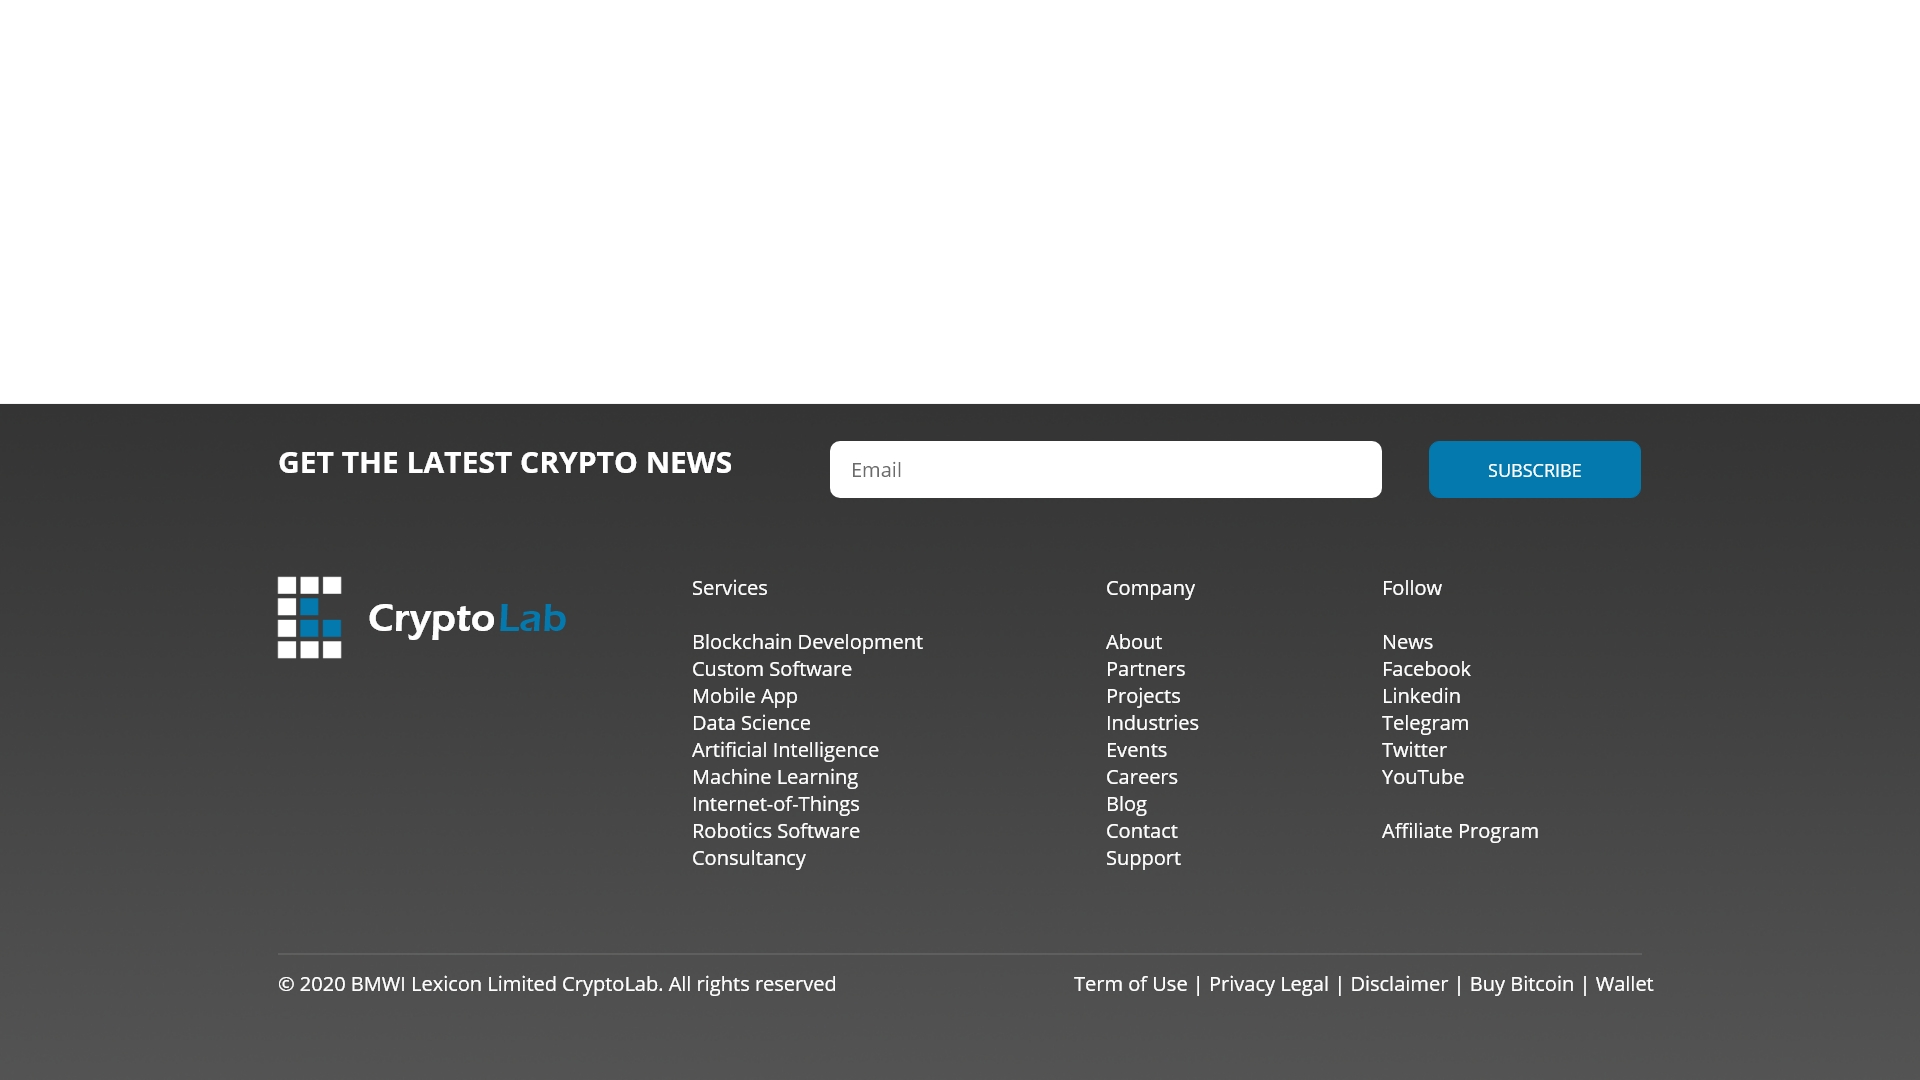 GET THE LATEST CRYPTO NEWS
Email
SUBSCRIBE
CryptoLab
Services
Blockchain Development
Custom Software
Mobile App
Data Science
Artificial Intelligence
Machine Learning
Internet-of-Things
Robotics Software
Consultancy
Company
About
Partners
Projects
Industries
Events
Careers
Blog
Contact
Support
Follow
News
Facebook
Linkedin
Telegram
Twitter
YouTube
Affiliate Program
© 2020 BMWI Lexicon Limited CryptoLab. All rights reserved
Term of Use | Privacy Legal | Disclaimer | Buy Bitcoin | Wallet